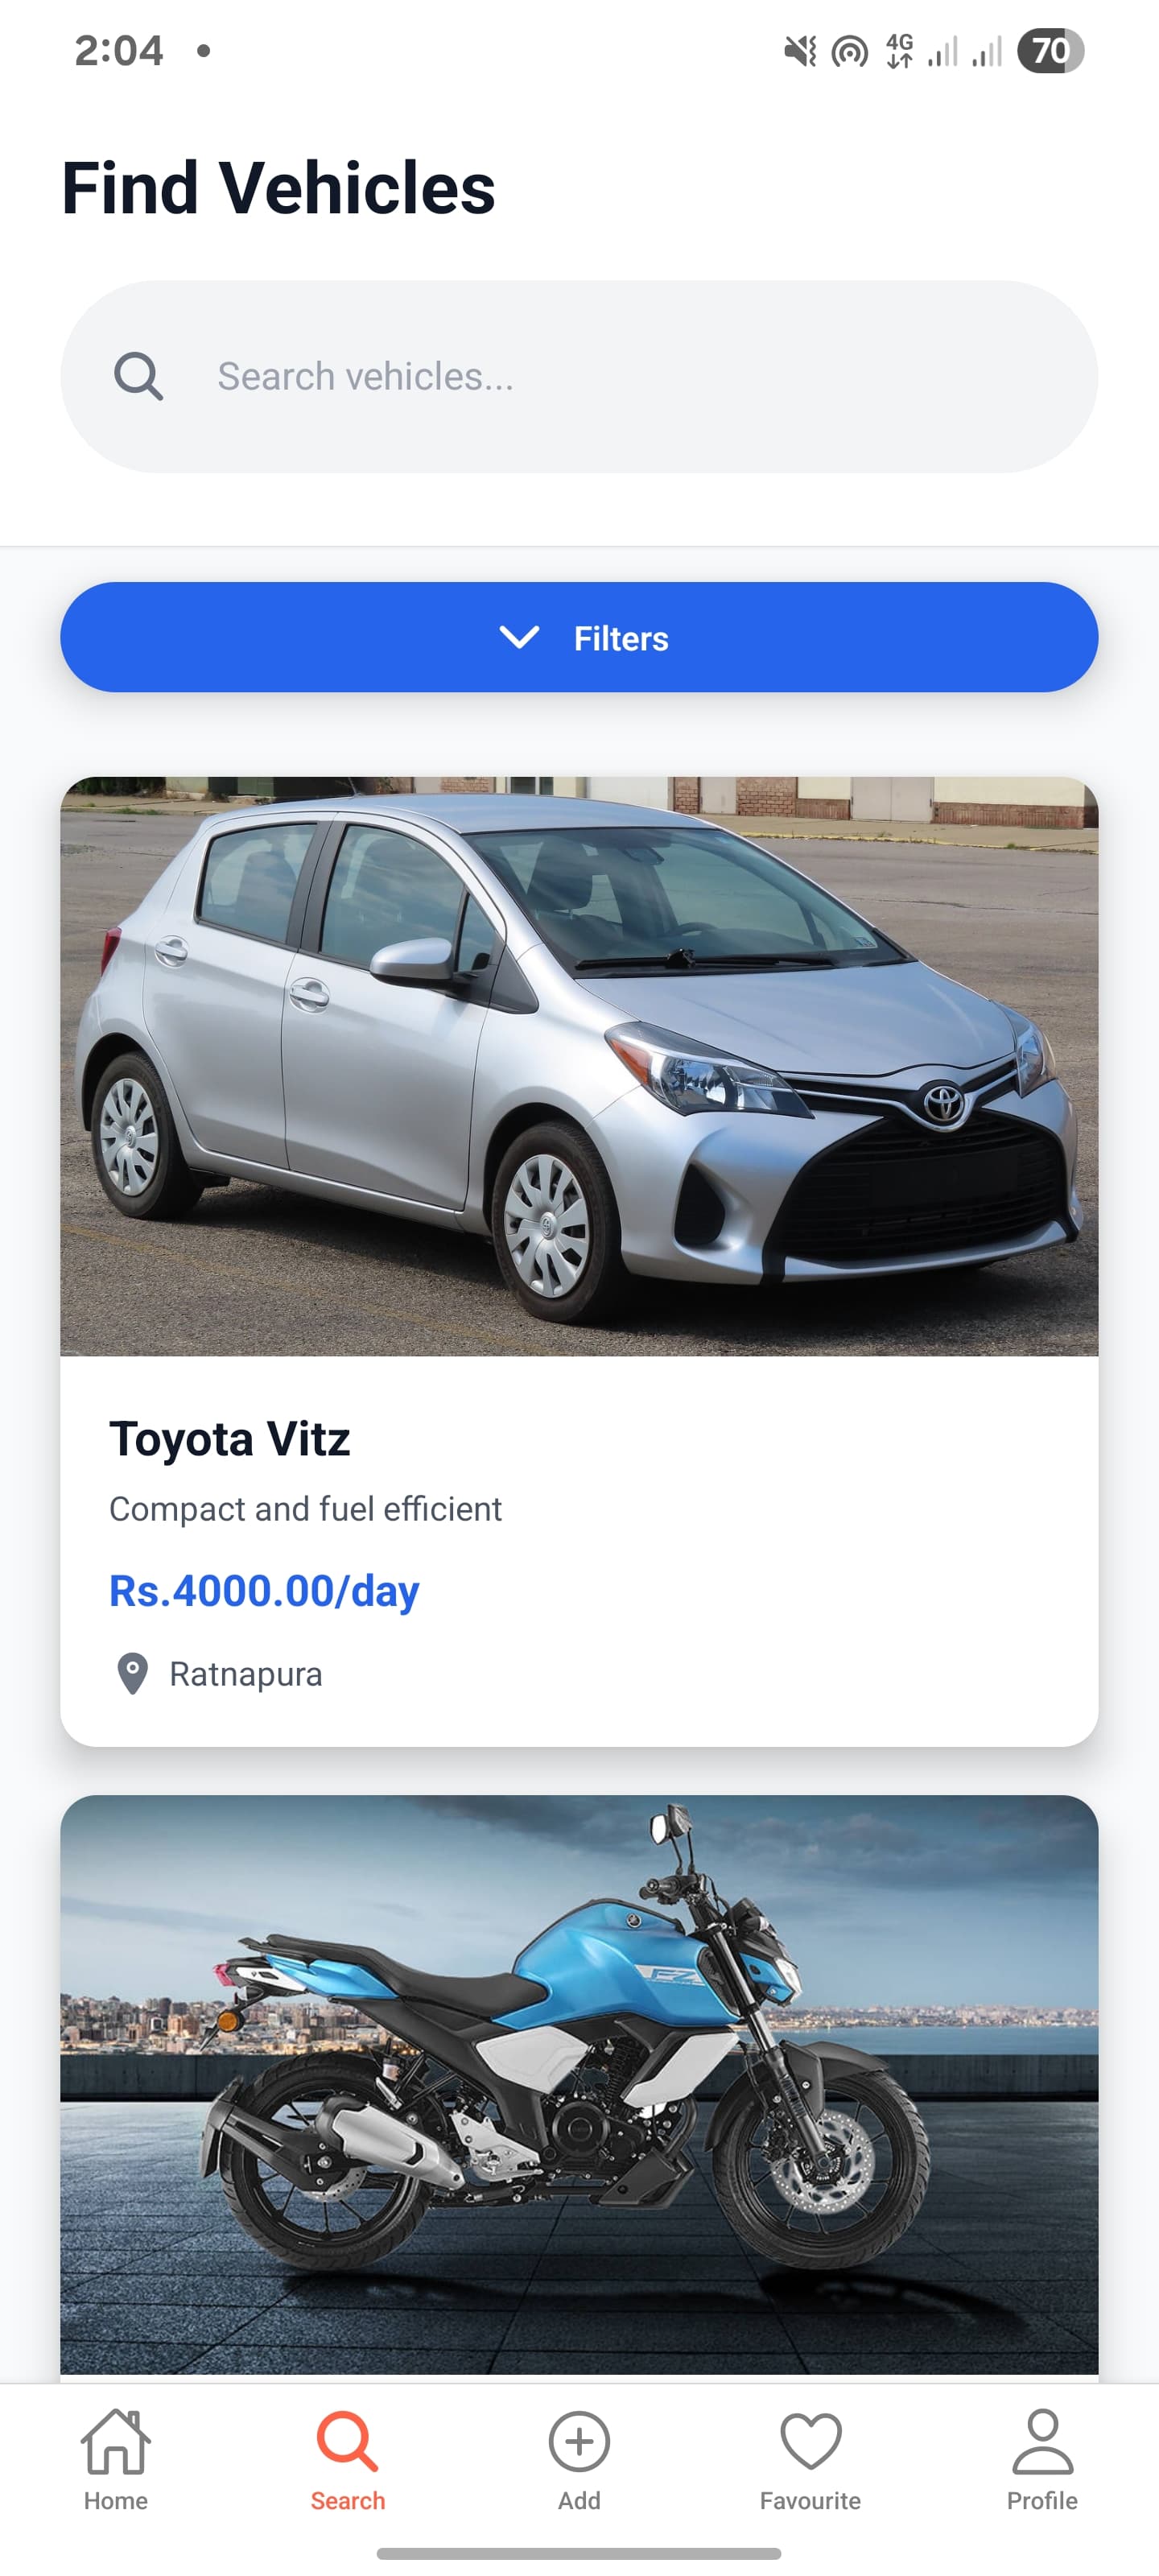 2:04
4G
70
Find Vehicles
Search vehicles...
Filters
Toyota Vitz
Compact and fuel efficient
Rs.4000.00/day
Ratnapura
FZ
Home
Search
Add
Favourite
Profile